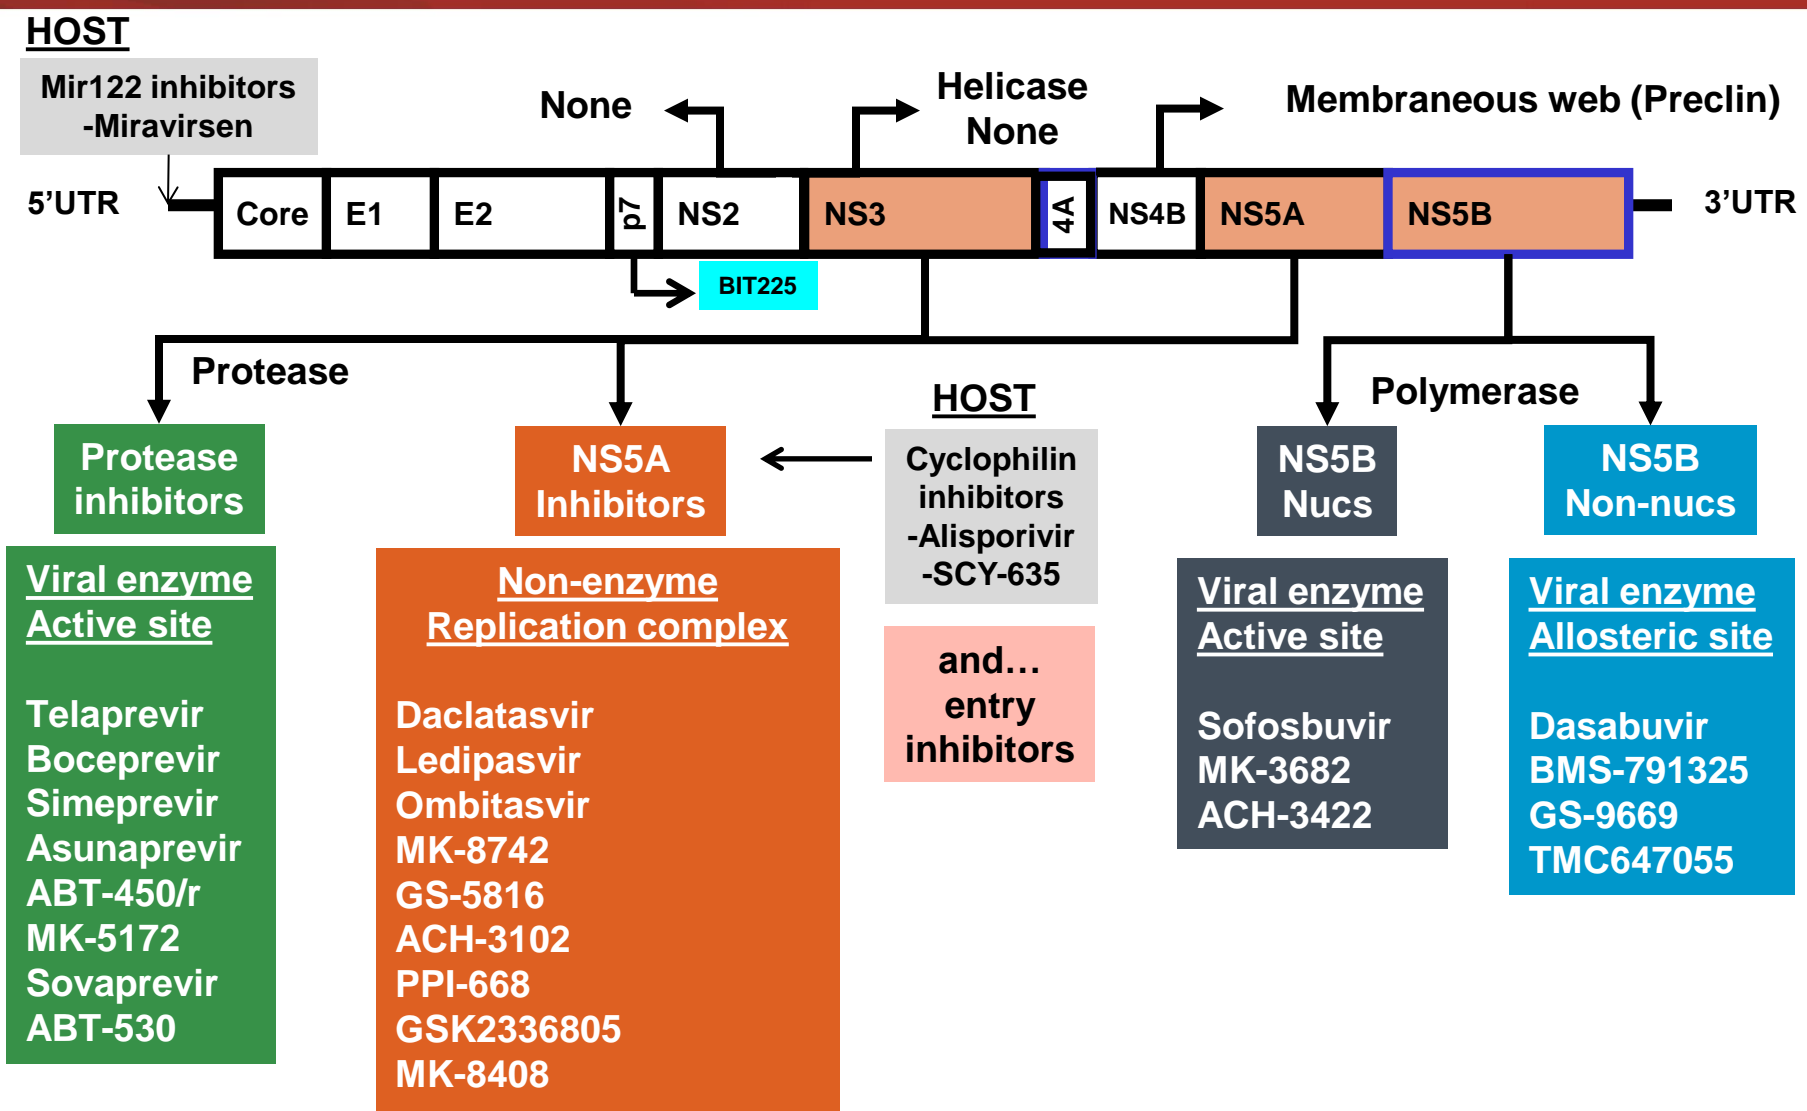 HOST
Mir122 inhibitors
-Miravirsen
None
Helicase
None
Membraneous web (Preclin)
5’UTR
Core
E1
E2
p7
NS2
NS3
4A
NS4B
NS5A
NS5B
3’UTR
BIT225
Protease
Polymerase
Protease
inhibitors
Viral enzyme
Active site
Telaprevir
Boceprevir
Simeprevir
Asunaprevir
ABT-450/r
MK-5172
Sovaprevir
ABT-530
NS5A
Inhibitors
Non-enzyme
Replication complex
Daclatasvir
Ledipasvir
Ombitasvir
MK-8742
GS-5816
ACH-3102
PPI-668
GSK2336805
MK-8408
HOST
Cyclophilin
inhibitors
-Alisporivir
-SCY-635
and…
entry
inhibitors
NS5B
Nucs
Viral enzyme
Active site
Sofosbuvir
MK-3682
ACH-3422
NS5B
Non-nucs
Viral enzyme
Allosteric site
Dasabuvir
BMS-791325
GS-9669
TMC647055